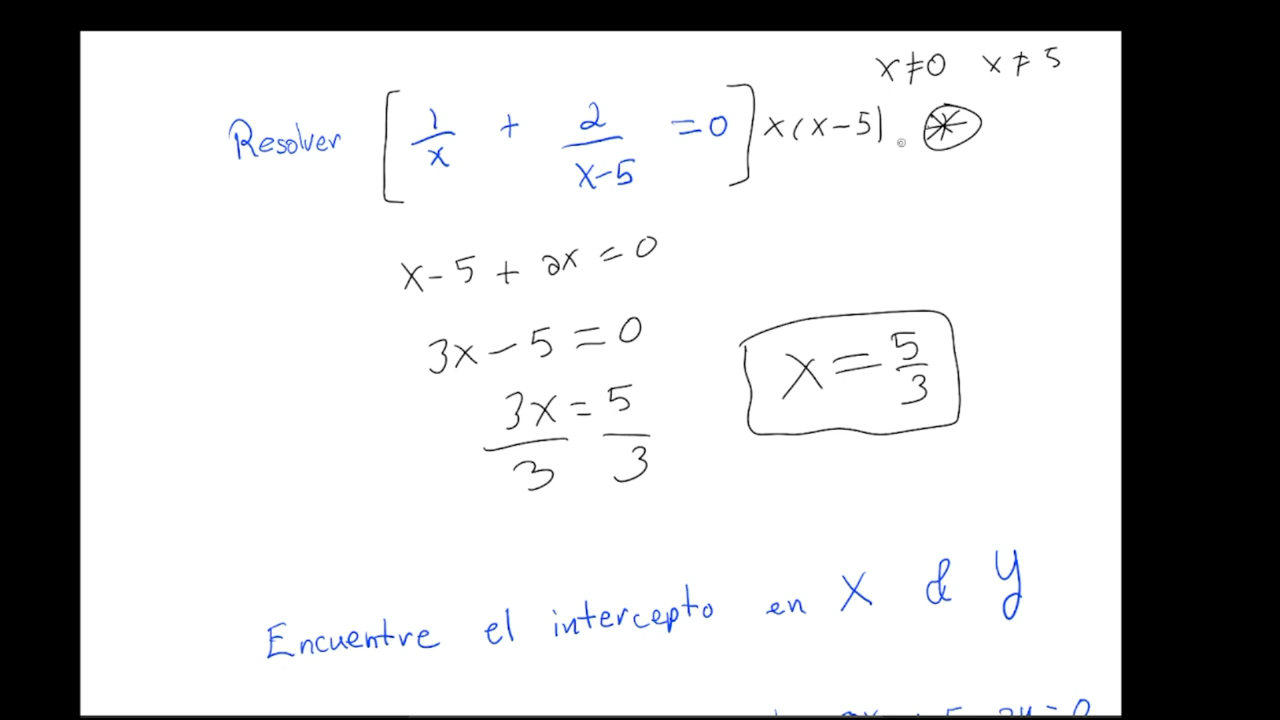 x≠0 x≠5
Resolver [ 1/x + 2/(x-5) = 0 ] x(x-5). *
x-5 + 2x = 0
3x - 5 = 0
3x/3 = 5/3
x = 5/3
Encuentre el intercepto en X & Y